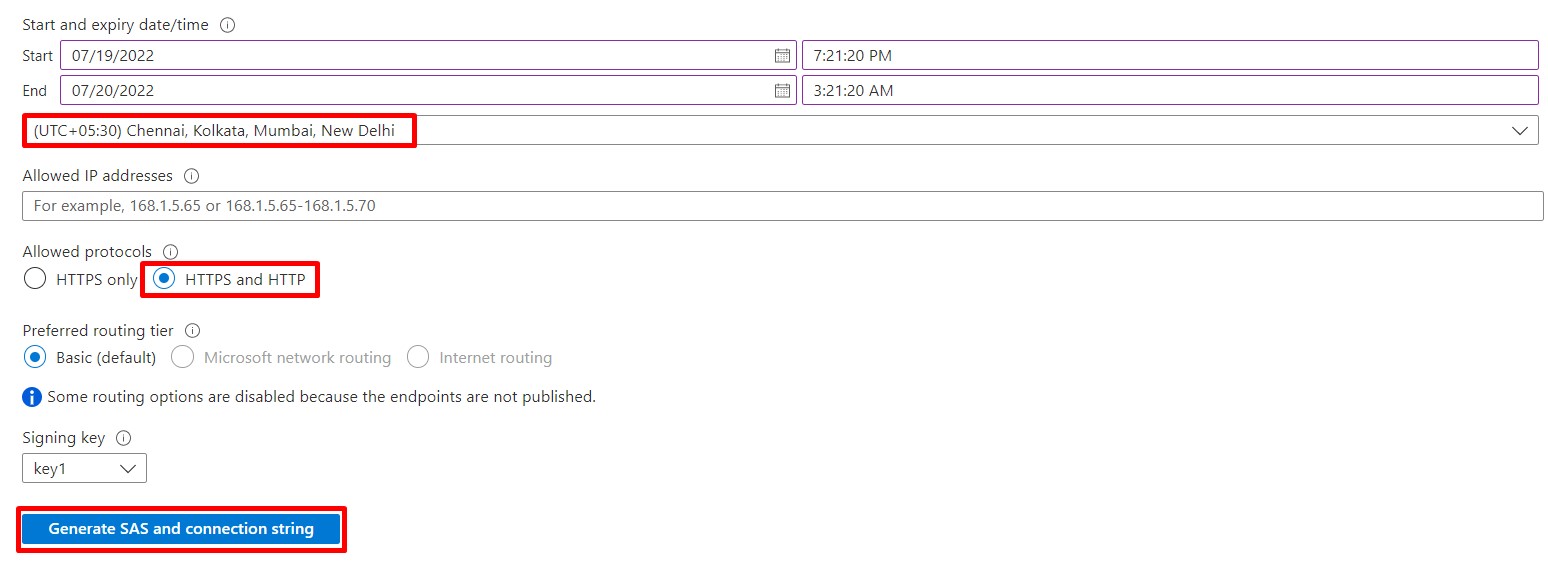 Start and expiry date/time
Start 07/19/2022 7:21:20 PM
End 07/20/2022 3:21:20 AM
(UTC+05:30) Chennai, Kolkata, Mumbai, New Delhi
Allowed IP addresses
For example, 168.1.5.65 or 168.1.5.65-168.1.5.70
Allowed protocols
HTTPS only HTTPS and HTTP
Preferred routing tier
Basic (default) Microsoft network routing Internet routing
Some routing options are disabled because the endpoints are not published.
Signing key
key1
Generate SAS and connection string